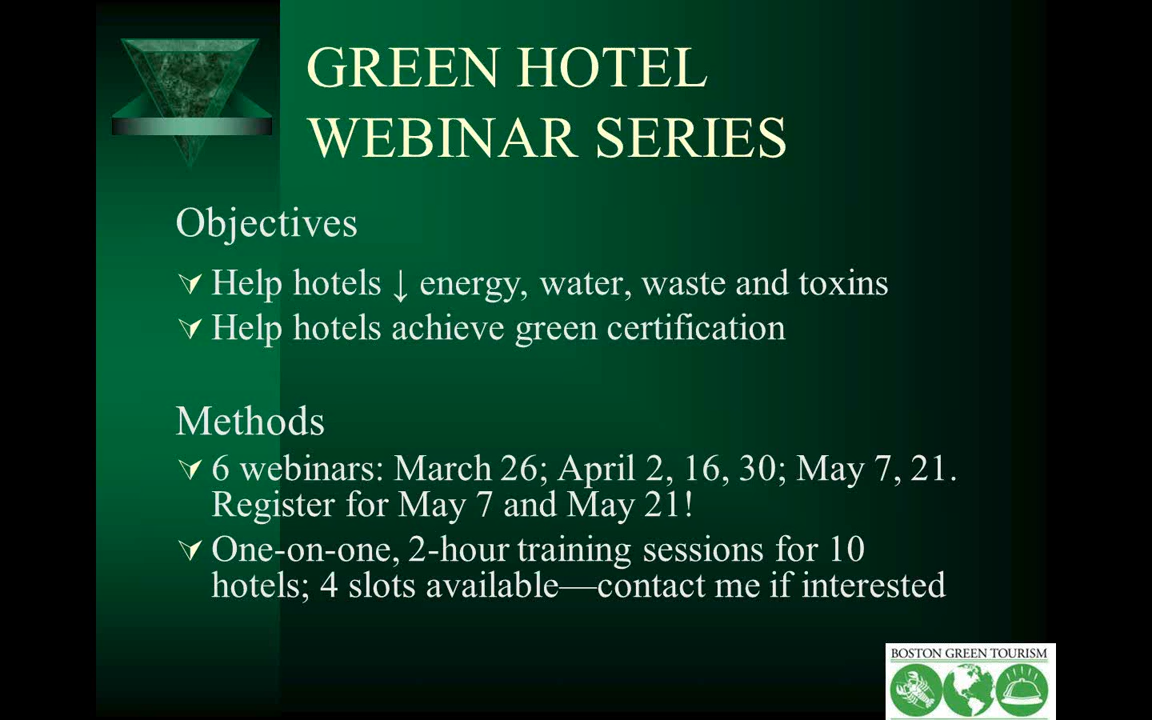 GREEN HOTEL
WEBINAR SERIES
Objectives
Help hotels ↓ energy, water, waste and toxins
Help hotels achieve green certification
Methods
6 webinars: March 26; April 2, 16, 30; May 7, 21.
Register for May 7 and May 21!
One-on-one, 2-hour training sessions for 10
hotels; 4 slots available—contact me if interested
BOSTON GREEN TOURISM